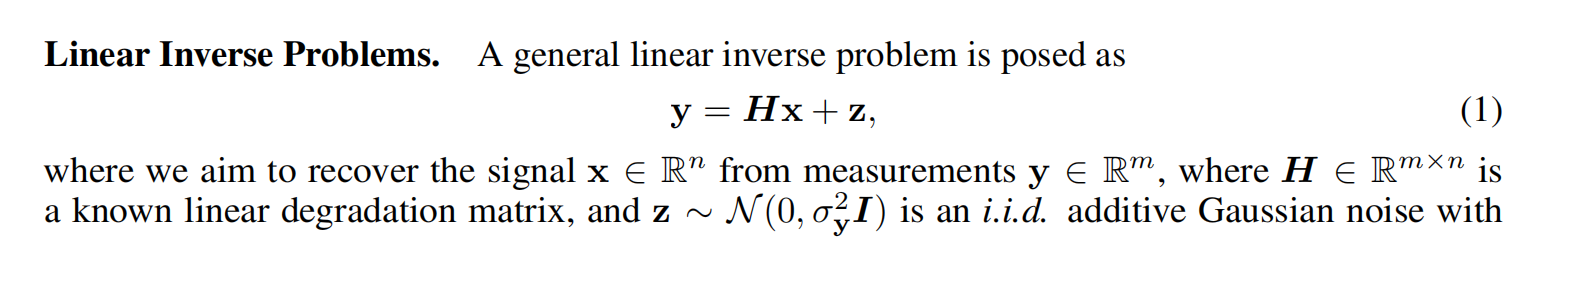 Linear Inverse Problems. A general linear inverse problem is posed as
y = Hx + z, (1)
where we aim to recover the signal x ∈ ℝⁿ from measurements y ∈ ℝᵐ, where H ∈ ℝᵐˣⁿ is
a known linear degradation matrix, and z ∼ 𝒩(0, σ²_y I) is an i.i.d. additive Gaussian noise with